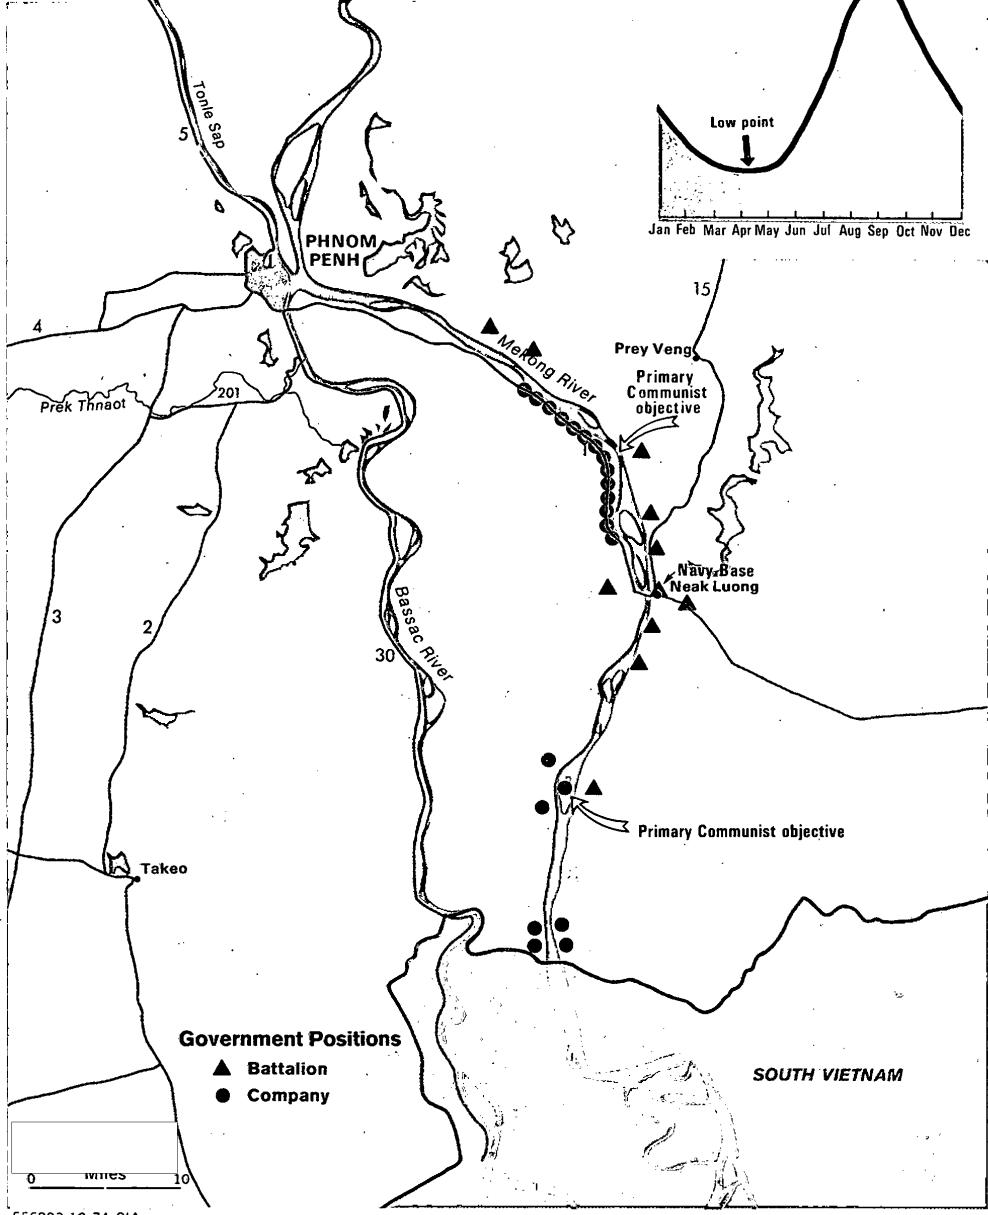 Tonle Sap
5
Low point
Jan Feb Mar Apr May Jun Jul Aug Sep Oct Nov Dec
PHNOM
PENH
15
4
Mekong River
Prey Veng
Primary
Communist
objective
201
Prek Thnaot
Navy Base
Neak Luong
3
2
Bassac River
30
Primary Communist objective
Takeo
Government Positions
Battalion
Company
SOUTH VIETNAM
Miles
0 10